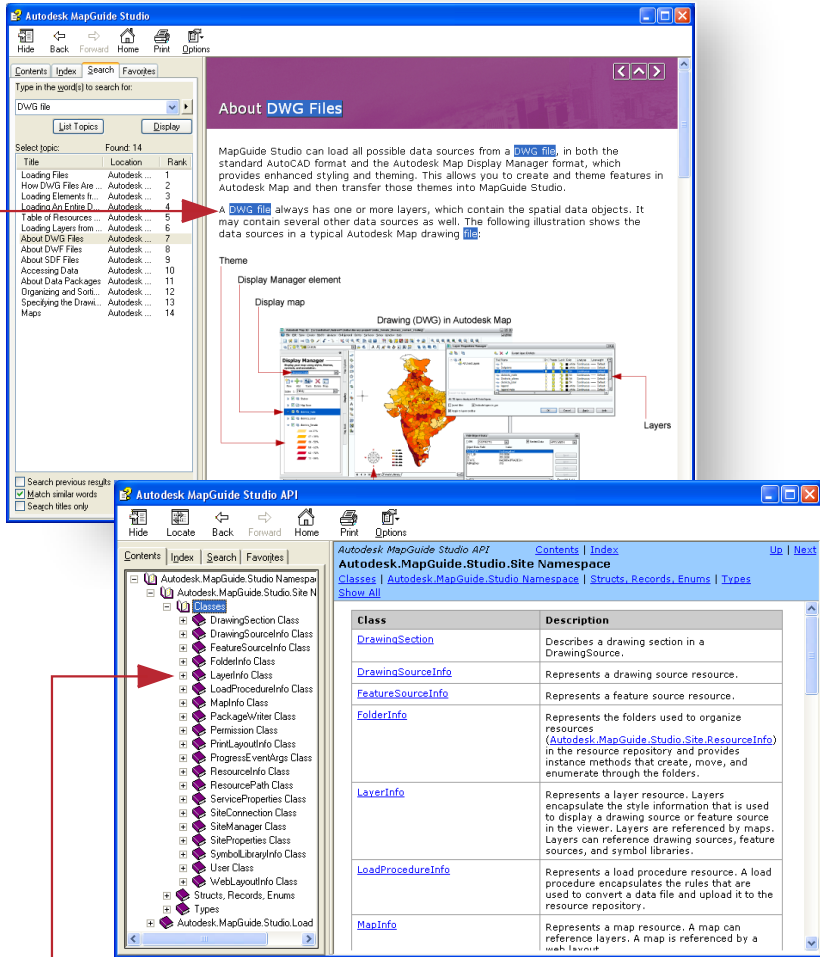 Autodesk MapGuide Studio
Hide Back Forward Home Print Options
Contents Index Search Favorites
Type in the word(s) to search for:
DWG file
List Topics Display
Select topic: Found: 14
Title Location Rank
Loading Files Autodesk ... 1
How DWG Files Are ... Autodesk ... 2
Loading Elements fr... Autodesk ... 3
Loading An Entire D... Autodesk ... 4
Table of Resources ... Autodesk ... 5
Loading Layers from ... Autodesk ... 6
About DWG Files Autodesk ... 7
About DWF Files Autodesk ... 8
About SDF Files Autodesk ... 9
Accessing Data Autodesk ... 10
About Data Packages Autodesk ... 11
Organizing and Sorti... Autodesk ... 12
Specifying the Drawi... Autodesk ... 13
Maps Autodesk ... 14
Search previous results
Match similar words
Search titles only
About DWG Files
MapGuide Studio can load all possible data sources from a DWG file, in both the
standard AutoCAD format and the Autodesk Map Display Manager format, which
provides enhanced styling and theming. This allows you to create and theme features in
Autodesk Map and then transfer those themes into MapGuide Studio.
A DWG file always has one or more layers, which contain the spatial data objects. It
may contain several other data sources as well. The following illustration shows the
data sources in a typical Autodesk Map drawing file:
Theme
Display Manager element
Display map
Drawing (DWG) in Autodesk Map
Display Manager
Layers
Autodesk MapGuide Studio API
Hide Locate Back Forward Home Print Options
Contents Index Search Favorites
Autodesk.MapGuide.Studio Namespa
Autodesk.MapGuide.Studio.Site N
Classes
DrawingSection Class
DrawingSourceInfo Class
FeatureSourceInfo Class
FolderInfo Class
LayerInfo Class
LoadProcedureInfo Class
MapInfo Class
PackageWriter Class
Permission Class
PrintLayoutInfo Class
ProgressEventArgs Class
ResourceInfo Class
ResourcePath Class
ServiceProperties Class
SiteConnection Class
SiteManager Class
SiteProperties Class
SymbolLibraryInfo Class
User Class
WebLayoutInfo Class
Structs, Records, Enums
Types
Autodesk.MapGuide.Studio.Load
Autodesk MapGuide Studio API Contents | Index Up | Next
Autodesk.MapGuide.Studio.Site Namespace
Classes | Autodesk.MapGuide.Studio Namespace | Structs, Records, Enums | Types
Show All
Class Description
DrawingSection Describes a drawing section in a
DrawingSource.
DrawingSourceInfo Represents a drawing source resource.
FeatureSourceInfo Represents a feature source resource.
FolderInfo Represents the folders used to organize
resources
(Autodesk.MapGuide.Studio.Site.ResourceInfo)
in the resource repository and provides
instance methods that create, move, and
enumerate through the folders.
LayerInfo Represents a layer resource. Layers
encapsulate the style information that is used
to display a drawing source or feature source
in the viewer. Layers are referenced by maps.
Layers can reference drawing sources, feature
sources, and symbol libraries.
LoadProcedureInfo Represents a load procedure resource. A load
procedure encapsulates the rules that are
used to convert a data file and upload it to the
resource repository.
MapInfo Represents a map resource. A map can
reference layers. A map is referenced by a
web layout.